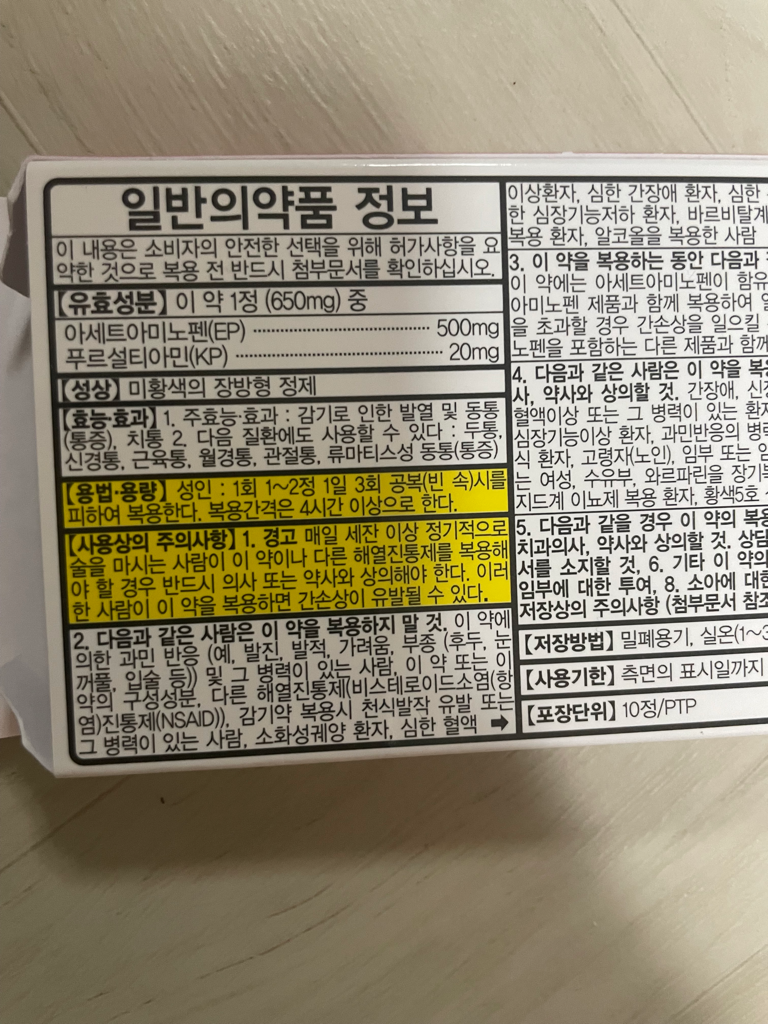 일반의약품 정보
이 내용은 소비자의 안전한 선택을 위해 허가사항을 요
약한 것으로 복용 전 반드시 첨부문서를 확인하십시오.
【유효성분】 이 약 1정 (650mg) 중
아세트아미노펜(EP) 500mg
푸르설티아민(KP) 20mg
【성상】 미황색의 장방형 정제
【효능·효과】 1. 주효능·효과 : 감기로 인한 발열 및 동통
(통증), 치통 2. 다음 질환에도 사용할 수 있다 : 두통,
신경통, 근육통, 월경통, 관절통, 류마티스성 동통(통증)
【용법·용량】 성인 : 1회 1~2정 1일 3회 공복(빈 속)시를
피하여 복용한다. 복용간격은 4시간 이상으로 한다.
【사용상의 주의사항】 1. 경고 매일 세잔 이상 정기적으로
술을 마시는 사람이 이 약이나 다른 해열진통제를 복용해
야 할 경우 반드시 의사 또는 약사와 상의해야 한다. 이러
한 사람이 이 약을 복용하면 간손상이 유발될 수 있다.
2. 다음과 같은 사람은 이 약을 복용하지 말 것. 이 약에
의한 과민 반응 (예, 발진, 발적, 가려움, 부종 (후두, 눈
꺼풀, 입술 등)) 및 그 병력이 있는 사람, 이 약 또는 이
약의 구성성분, 다른 해열진통제(비스테로이드소염(항
염)진통제(NSAID)), 감기약 복용시 천식발작 유발 또는
그 병력이 있는 사람, 소화성궤양 환자, 심한 혈액 ➡
이상환자, 심한 간장애 환자, 심한
한 심장기능저하 환자, 바르비탈계
복용 환자, 알코올을 복용한 사람
3. 이 약을 복용하는 동안 다음과
이 약에는 아세트아미노펜이 함유
아미노펜 제품과 함께 복용하여
을 초과할 경우 간손상을 일으킬
노펜을 포함하는 다른 제품과 함께
4. 다음과 같은 사람은 이 약을 복용
사, 약사와 상의할 것. 간장애, 신장
혈액이상 또는 그 병력이 있는 환자
심장기능이상 환자, 과민반응의 병력
식 환자, 고령자(노인), 임부 또는 임
는 여성, 수유부, 와르파린을 장기복
지드계 이뇨제 복용 환자, 황색5호
5. 다음과 같을 경우 이 약의 복용
치과의사, 약사와 상의할 것. 상담
서를 소지할 것, 6. 기타 이 약의
임부에 대한 투여, 8. 소아에 대한
저장상의 주의사항 (첨부문서 참조
【저장방법】 밀폐용기, 실온(1~3
【사용기한】 측면의 표시일까지
【포장단위】 10정/PTP